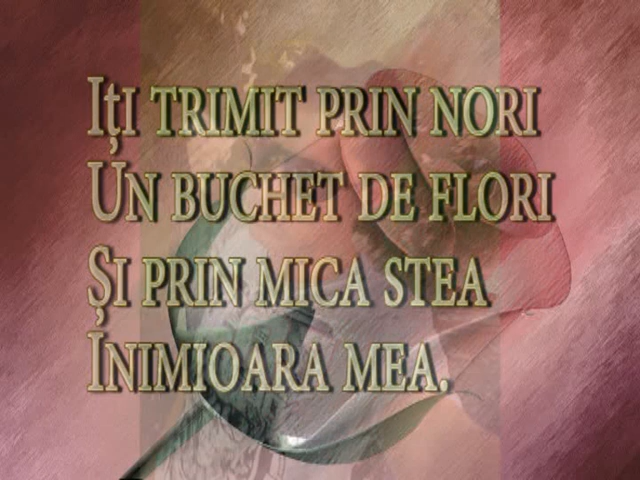 Iți trimit prin nori
Un buchet de flori
Și prin mica stea
Inimioara mea.